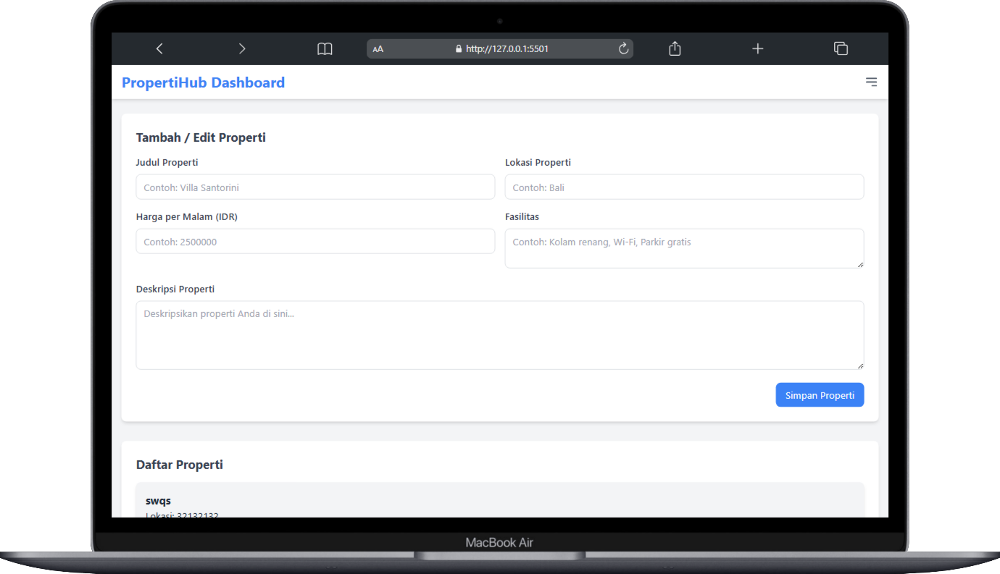 AA http://127.0.0.1:5501
PropertiHub Dashboard
Tambah / Edit Properti
Judul Properti
Lokasi Properti
Contoh: Villa Santorini
Contoh: Bali
Harga per Malam (IDR)
Fasilitas
Contoh: 2500000
Contoh: Kolam renang, Wi-Fi, Parkir gratis
Deskripsi Properti
Deskripsikan properti Anda di sini...
Simpan Properti
Daftar Properti
swqs
Lokasi: 32132132
MacBook Air